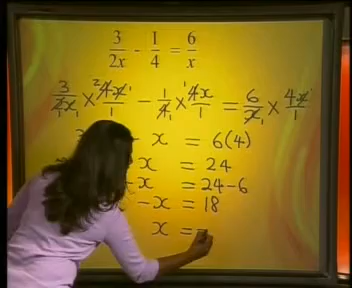 3/2x - 1/4 = 6/x
3/2x × 4x/1 - 1/4 × 4x/1 = 6/x × 4x/1
x = 6(4)
x = 24
-x = 24-6
-x = 18
x =